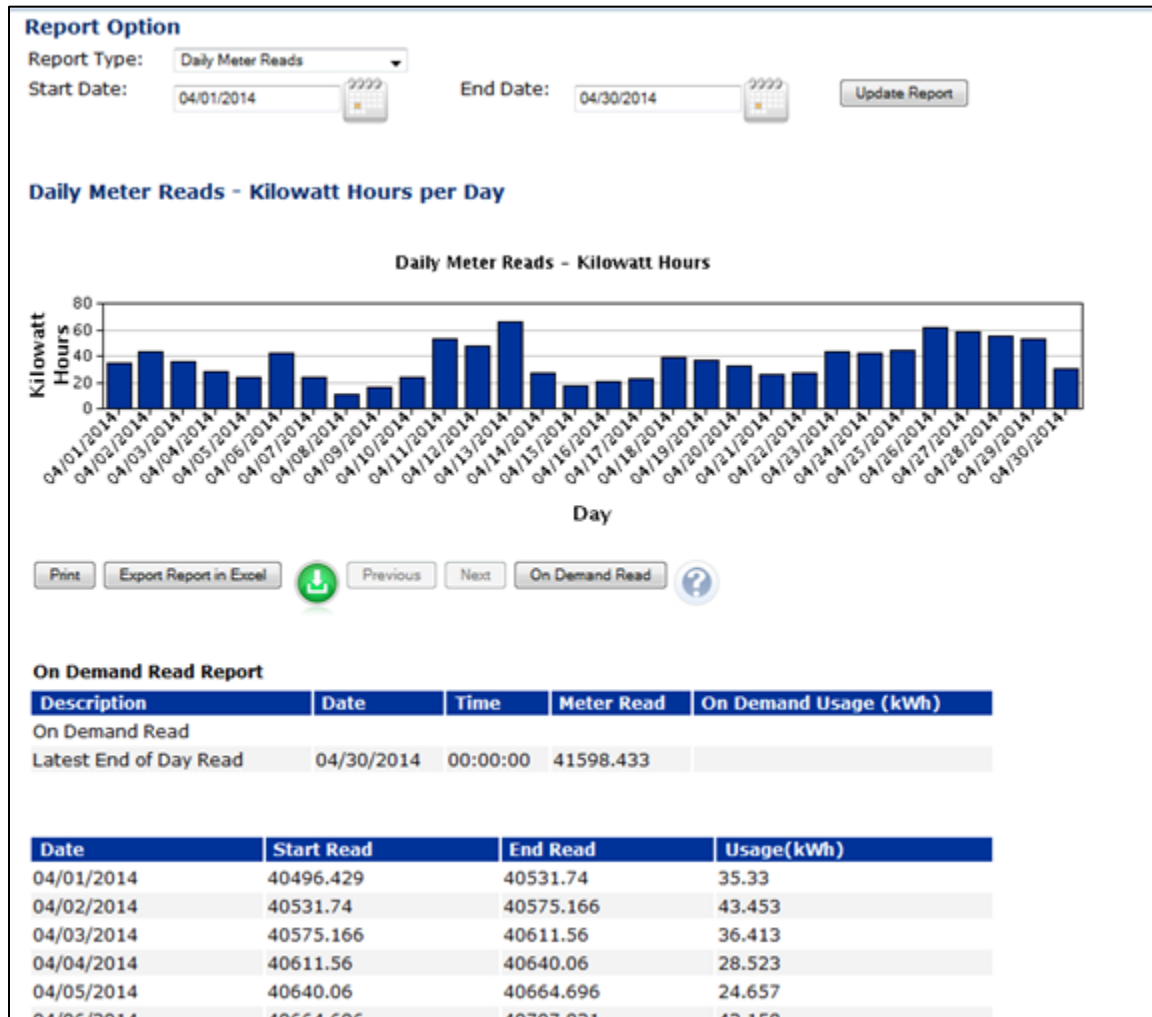 Report Option
Report Type: Daily Meter Reads
Start Date: 04/01/2014 End Date: 04/30/2014 Update Report
Daily Meter Reads - Kilowatt Hours per Day
Daily Meter Reads - Kilowatt Hours
Kilowatt
Hours
80
60
40
20
0
04/01/2014 04/02/2014 04/03/2014 04/04/2014 04/05/2014 04/06/2014 04/07/2014 04/08/2014 04/09/2014 04/10/2014 04/11/2014 04/12/2014 04/13/2014 04/14/2014 04/15/2014 04/16/2014 04/17/2014 04/18/2014 04/19/2014 04/20/2014 04/21/2014 04/22/2014 04/23/2014 04/24/2014 04/25/2014 04/26/2014 04/27/2014 04/28/2014 04/29/2014 04/30/2014
Day
Print Export Report in Excel Previous Next On Demand Read ?
On Demand Read Report
Description Date Time Meter Read On Demand Usage (kWh)
On Demand Read
Latest End of Day Read 04/30/2014 00:00:00 41598.433
Date Start Read End Read Usage(kWh)
04/01/2014 40496.429 40531.74 35.33
04/02/2014 40531.74 40575.166 43.453
04/03/2014 40575.166 40611.56 36.413
04/04/2014 40611.56 40640.06 28.523
04/05/2014 40640.06 40664.696 24.657